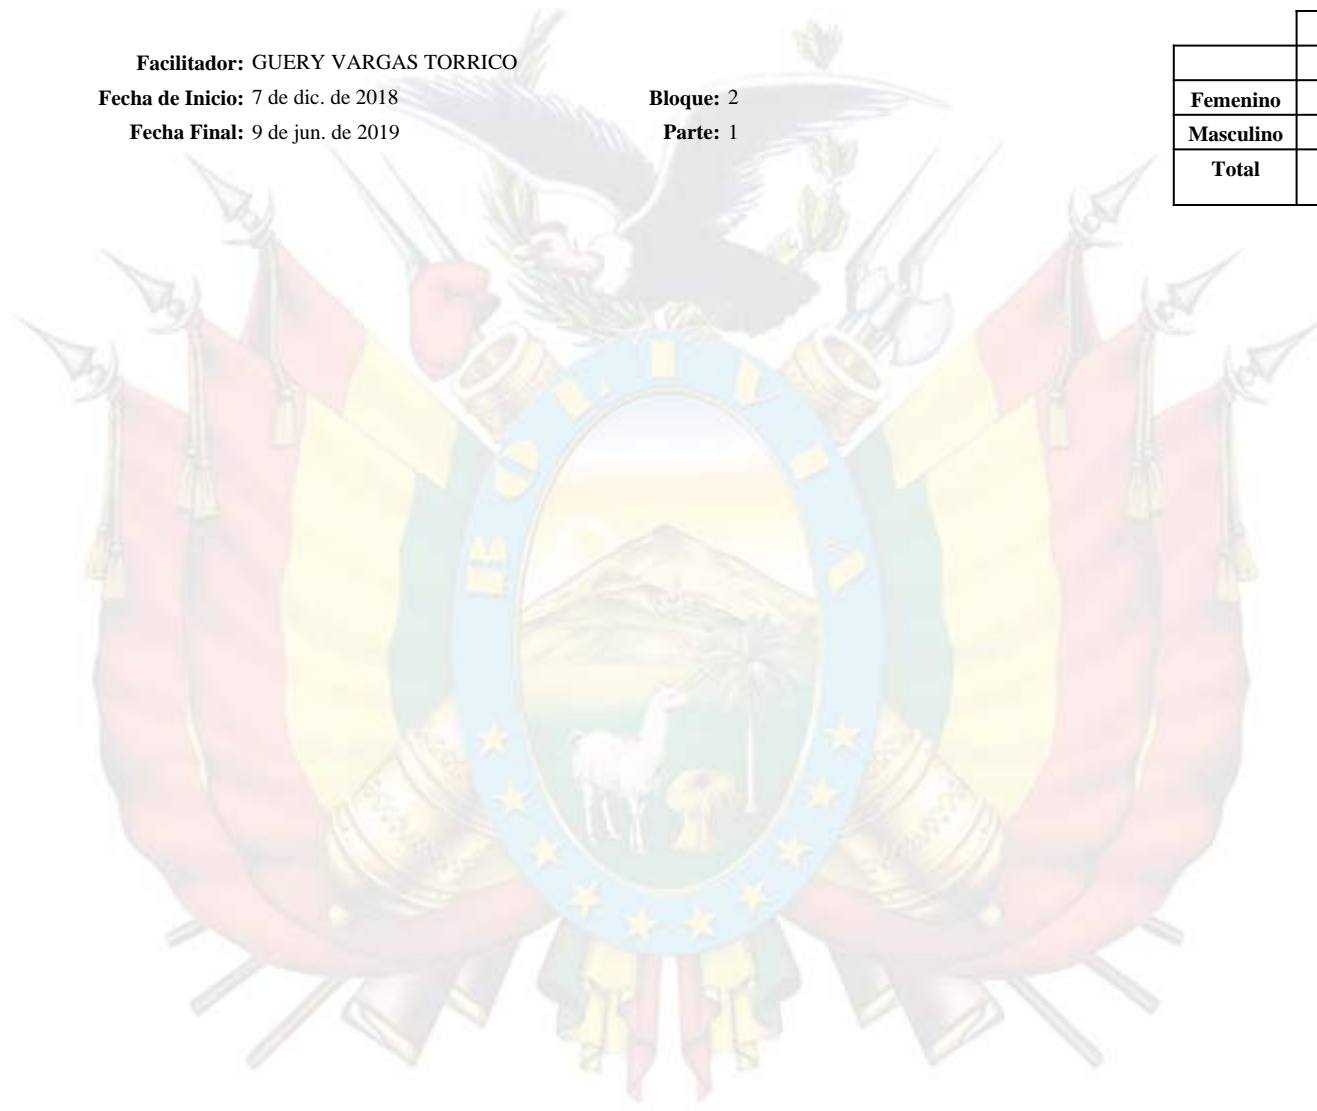 Facilitador: GUERY VARGAS TORRICO
Fecha de Inicio: 7 de dic. de 2018 Bloque: 2
Fecha Final: 9 de jun. de 2019 Parte: 1
Femenino
Masculino
Total
BOLIVIA